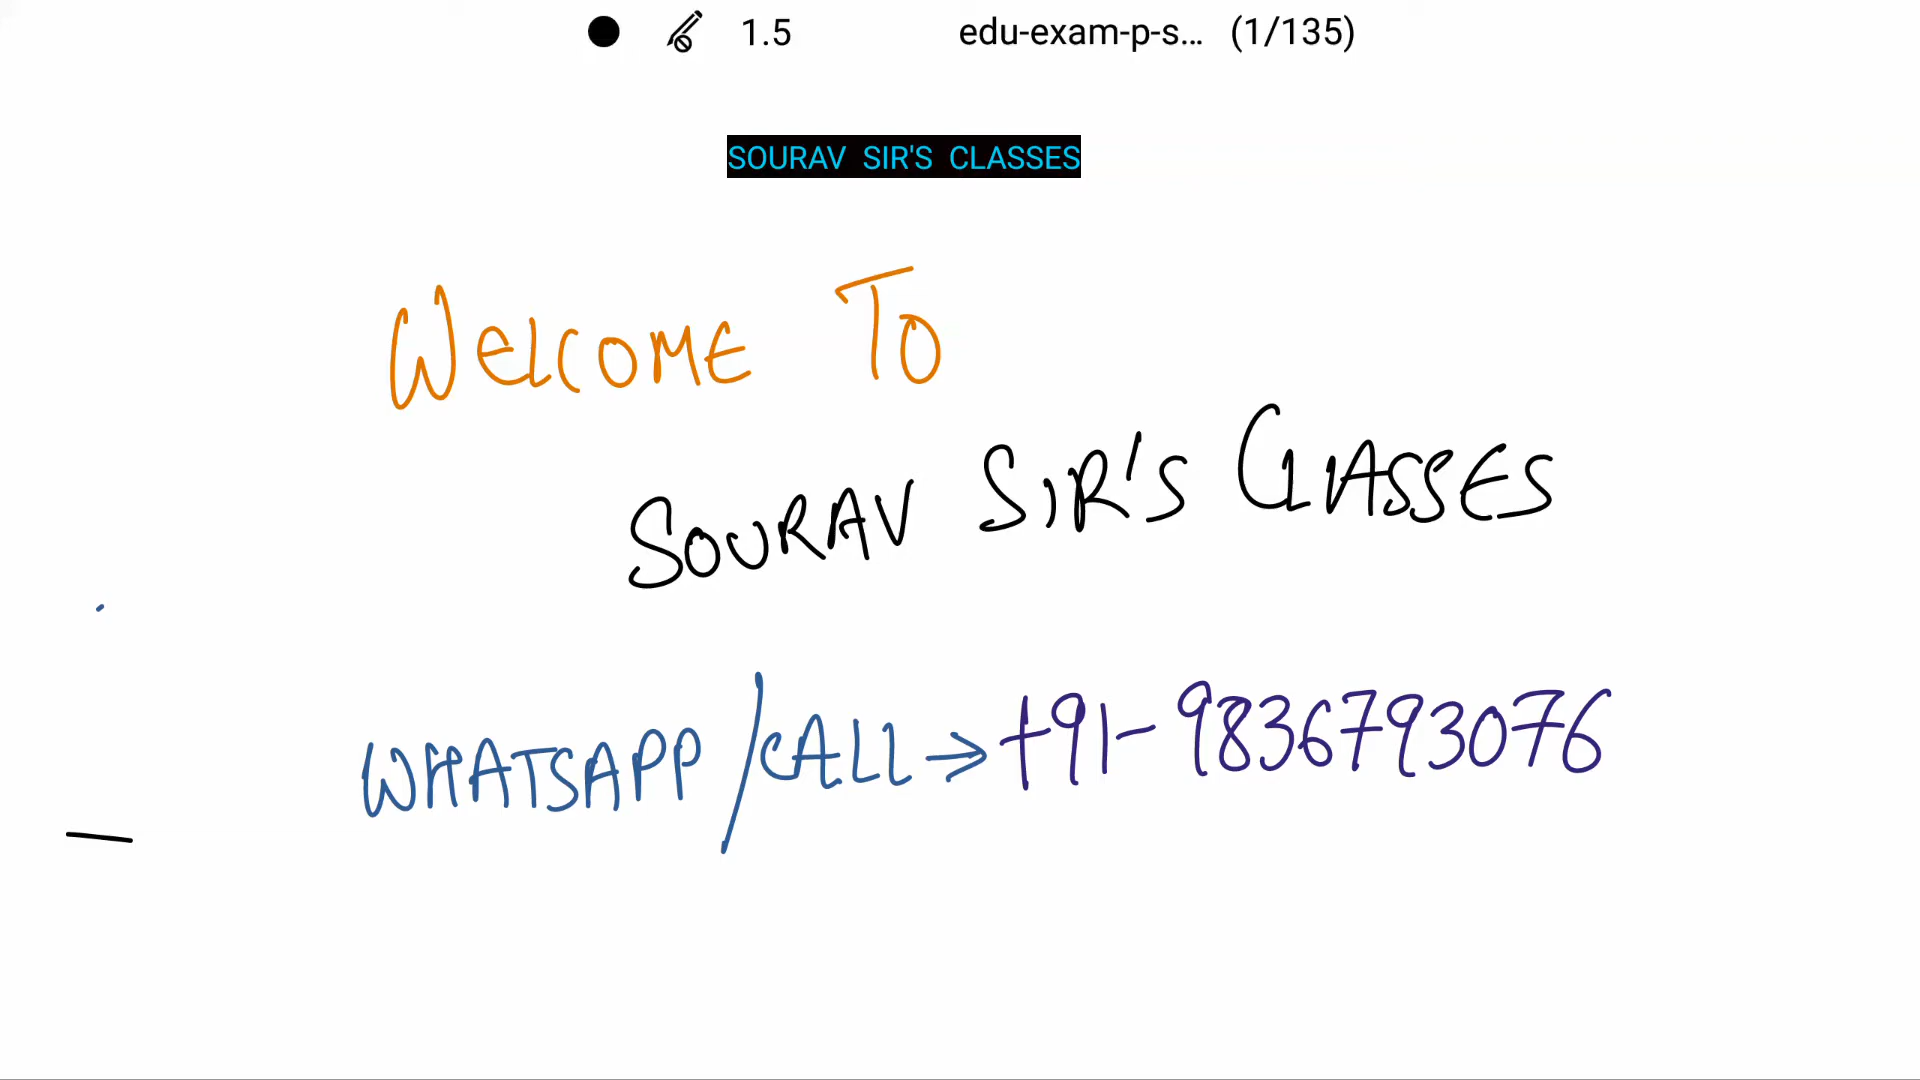 1.5 edu-exam-p-s... (1/135)
SOURAV SIR'S CLASSES
WELCOME TO
SOURAV SIR'S CLASSES
WHATSAPP/CALL → +91-9836793076